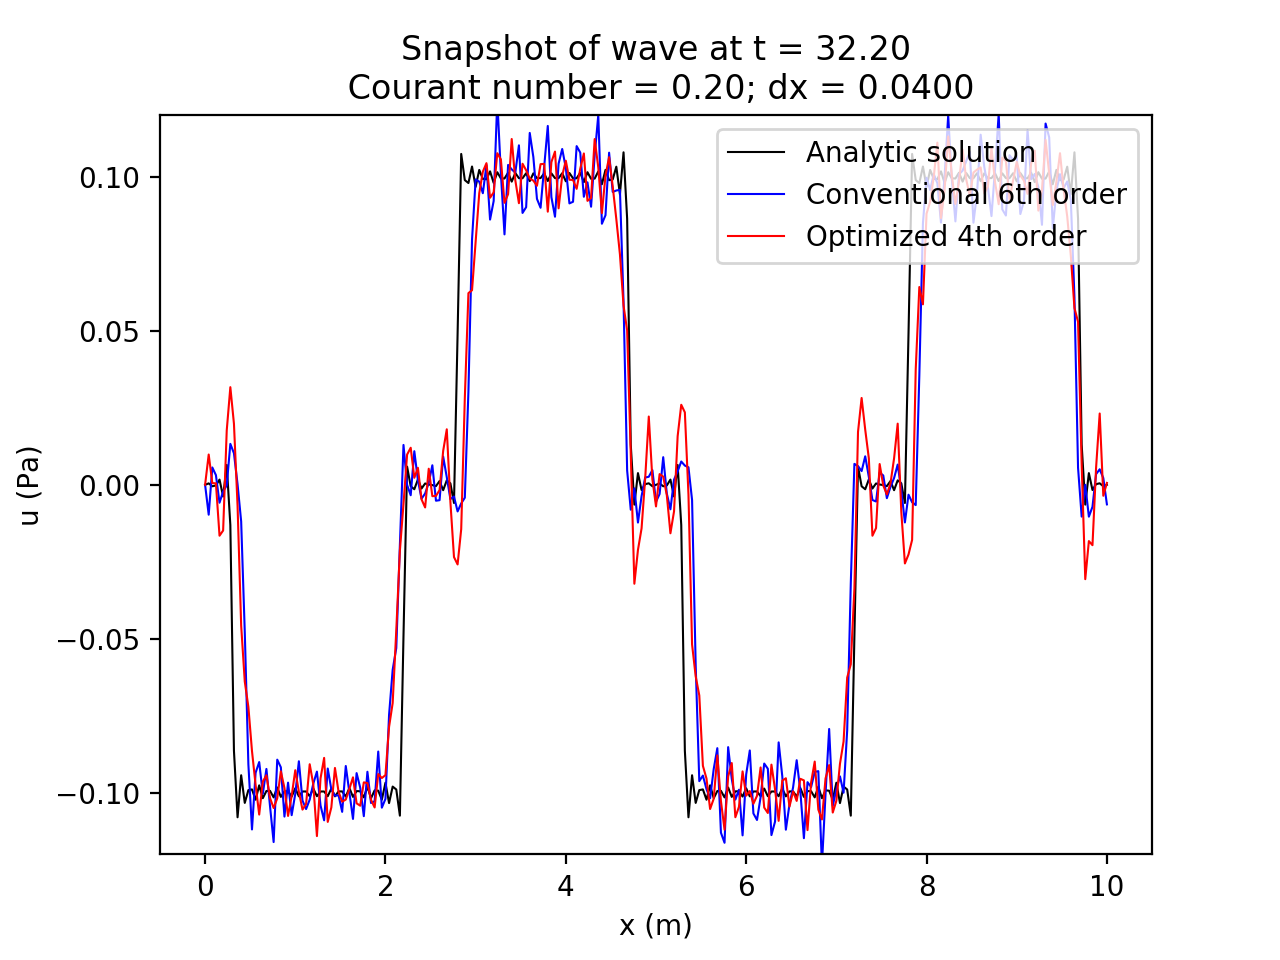 Snapshot of wave at t = 32.20
Courant number = 0.20; dx = 0.0400
Analytic solution
Conventional 6th order
Optimized 4th order
0.10
0.05
0.00
−0.05
−0.10
u (Pa)
0 2 4 6 8 10
x (m)